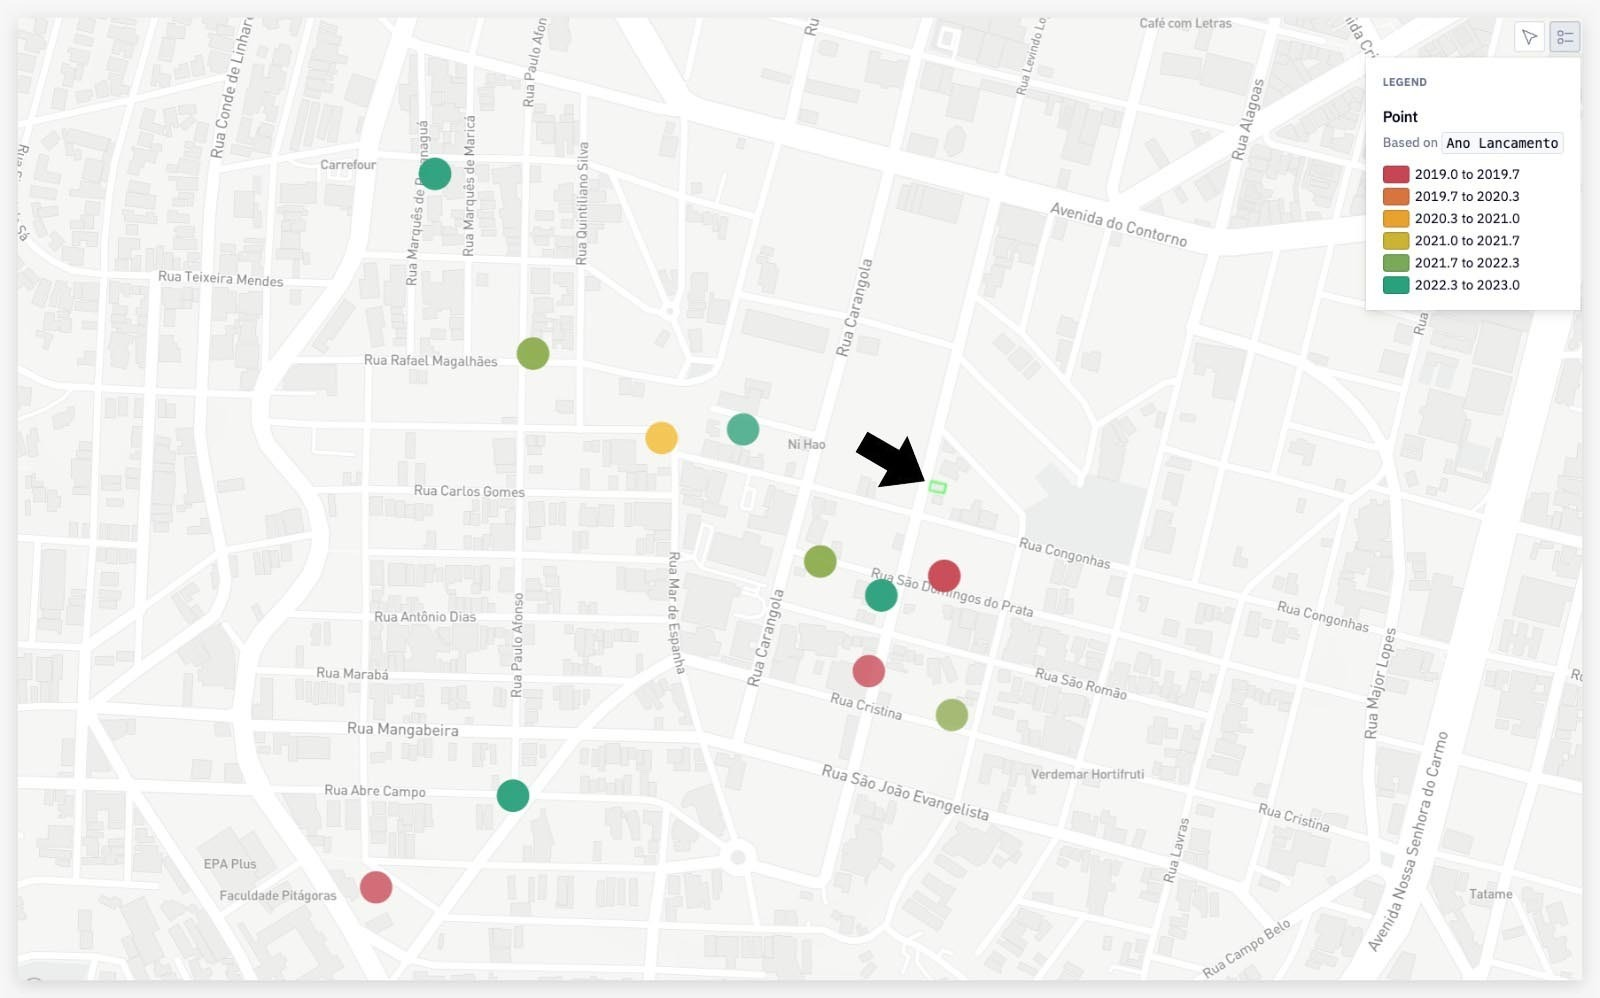 Café com Letras
Rua Levindo Lo
Rua Conde de Linhare
Rua Paulo Afon
Rua Alagoas
LEGEND
Point
Based on Ano Lancamento
2019.0 to 2019.7
2019.7 to 2020.3
2020.3 to 2021.0
2021.0 to 2021.7
2021.7 to 2022.3
2022.3 to 2023.0
Carrefour
Rua Marquês de P naguá
Rua Marquês de Maricá
Rua Quintiliano Silva
Avenida do Contorno
Rua Teixeira Mendes
Rua Carangola
Rua
Rua Rafael Magalhães
Ni Hao
Rua Carlos Gomes
Rua Congonhas
Rua São Domingos do Prata
Rua Congonhas
Rua Mar de Espanha
Rua Antônio Dias
Rua Paulo Afonso
Rua Carangola
Rua Marabá
Rua São Romão
Rua Major Lopes
Rua Cristina
Rua Mangabeira
Verdemar Hortifruti
Rua São João Evangelista
Rua Abre Campo
Rua Cristina
Rua Lavras
Avenida Nossa Senhora do Carmo
EPA Plus
Faculdade Pitágoras
Tatame
Rua Campo Belo